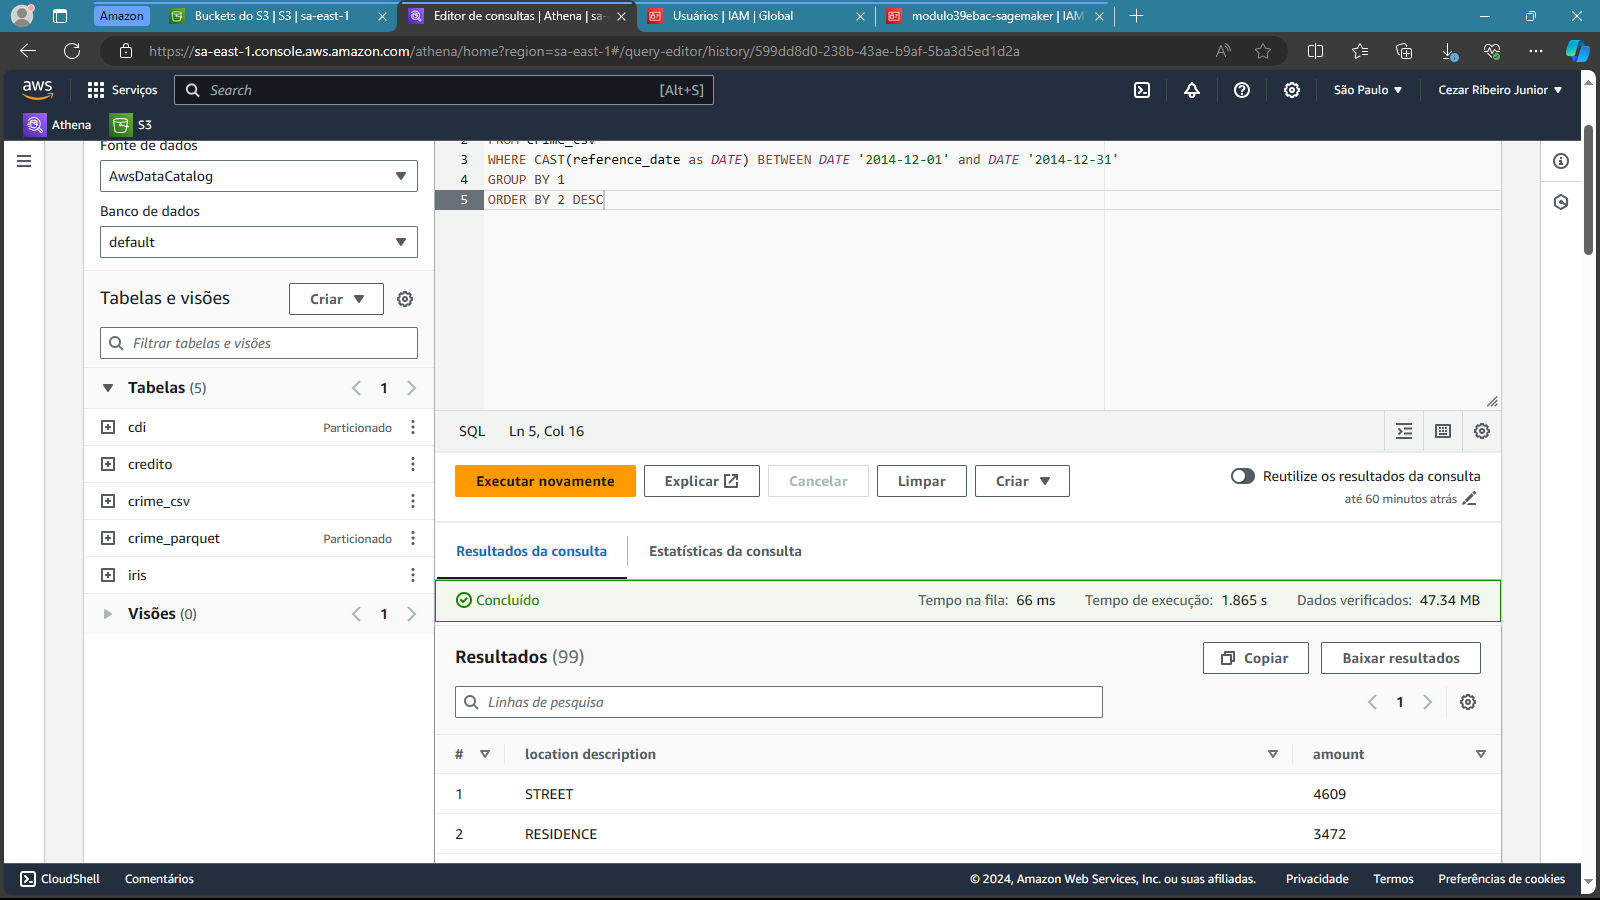 Amazon
Buckets do S3 | S3 | sa-east-1
Editor de consultas | Athena | sa-
Usuários | IAM | Global
modulo39ebac-sagemaker | IAM
https://sa-east-1.console.aws.amazon.com/athena/home?region=sa-east-1#/query-editor/history/599dd8d0-238b-43ae-b9af-5ba3d5ed1d2a
aws
Serviços
Search
[Alt+S]
São Paulo
Cezar Ribeiro Junior
Athena
S3
Fonte de dados
AwsDataCatalog
Banco de dados
default
Tabelas e visões
Criar
Filtrar tabelas e visões
Tabelas (5)
1
cdi
Particionado
credito
crime_csv
crime_parquet
Particionado
iris
Visões (0)
1
2 FROM crime_csv
3 WHERE CAST(reference_date as DATE) BETWEEN DATE '2014-12-01' and DATE '2014-12-31'
4 GROUP BY 1
5 ORDER BY 2 DESC
SQL
Ln 5, Col 16
Executar novamente
Explicar
Cancelar
Limpar
Criar
Reutilize os resultados da consulta
até 60 minutos atrás
Resultados da consulta
Estatísticas da consulta
Concluído
Tempo na fila: 66 ms
Tempo de execução: 1.865 s
Dados verificados: 47.34 MB
Resultados (99)
Copiar
Baixar resultados
Linhas de pesquisa
1
# location description amount
1 STREET 4609
2 RESIDENCE 3472
CloudShell
Comentários
© 2024, Amazon Web Services, Inc. ou suas afiliadas.
Privacidade
Termos
Preferências de cookies